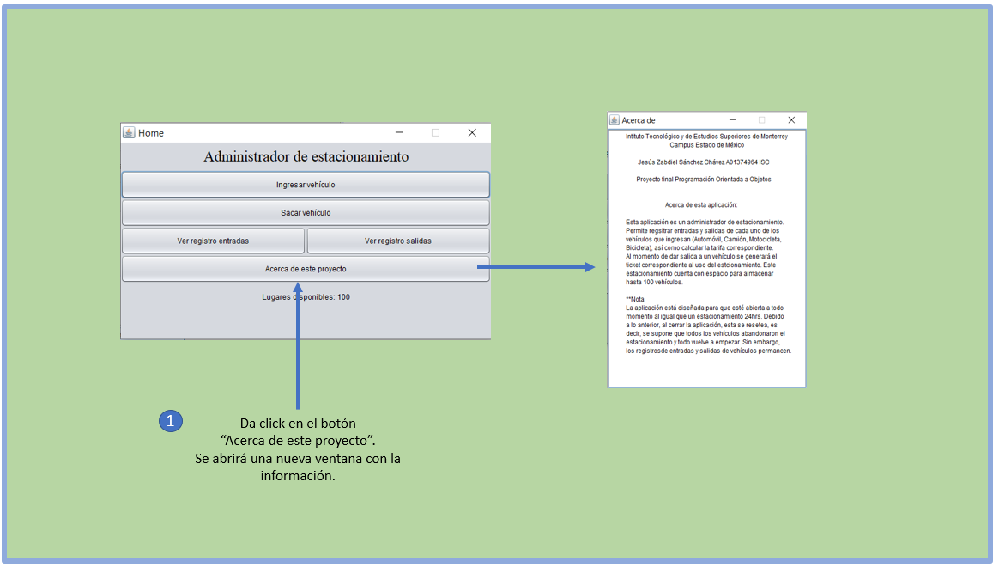 Home
Administrador de estacionamiento
Ingresar vehículo
Sacar vehículo
Ver registro entradas
Ver registro salidas
Acerca de este proyecto
Lugares disponibles: 100
1
Da click en el botón
“Acerca de este proyecto”.
Se abrirá una nueva ventana con la
información.
Acerca de
Intituto Tecnológico y de Estudios Superiores de Monterrey
Campus Estado de México
Jesús Zabdiel Sánchez Chávez A01374964 ISC
Proyecto final Programación Orientada a Objetos
Acerca de esta aplicación:
Esta aplicación es un administrador de estacionamiento.
Permite regsitrar entradas y salidas de cada uno de los
vehículos que ingresan (Automóvil, Camión, Motocicleta,
Bicicleta), así como calcular la tarifa correspondiente.
Al momento de dar salida a un vehículo se generará el
ticket correspondiente al uso del estcionamiento. Este
estacionamiento cuenta con espacio para almacenar
hasta 100 vehículos.
**Nota
La aplicación está diseñada para que esté abierta a todo
momento al igual que un estacionamiento 24hrs. Debido
a lo anterior, al cerrar la aplicación, esta se resetea, es
decir, se supone que todos los vehículos abandonaron el
estacionamiento y todo vuelve a empezar. Sin embargo,
los registrosde entradas y salidas de vehículos permancen.